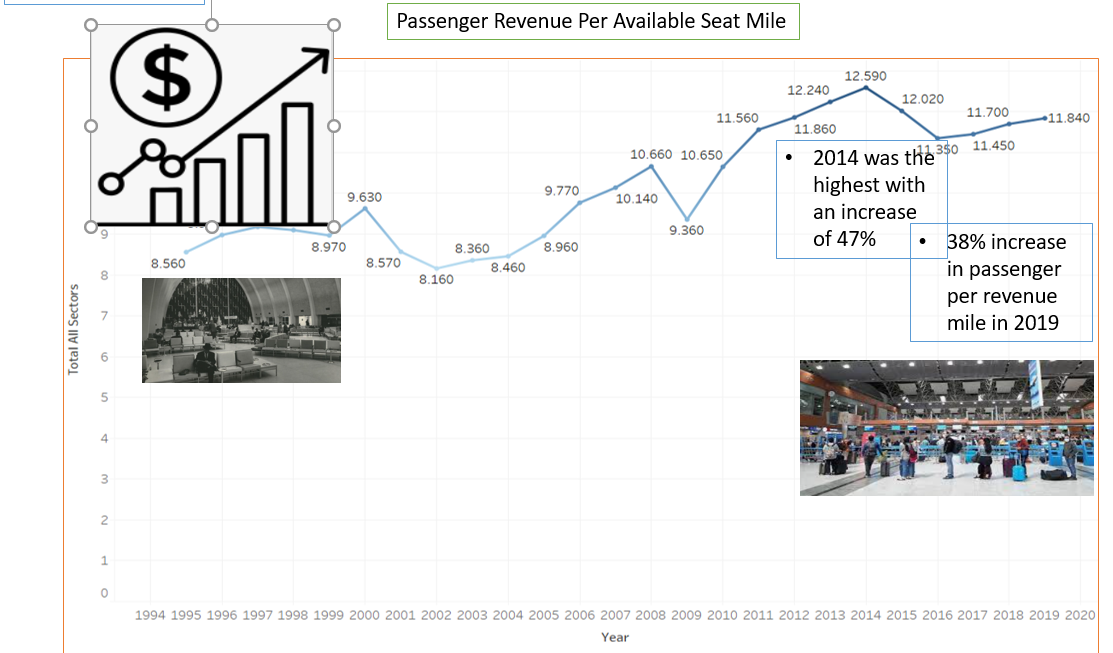 Passenger Revenue Per Available Seat Mile
$
12.590
12.240
12.020
11.560
11.860
11.700
11.840
11.350
11.450
10.660
10.650
9.770
10.140
9.630
9.360
8.970
8.570
8.360
8.960
8.560
8.160
8.460
• 2014 was the
highest with
an increase
of 47%
• 38% increase
in passenger
per revenue
mile in 2019
Total All Sectors
9
8
7
6
5
4
3
2
1
0
1994 1995 1996 1997 1998 1999 2000 2001 2002 2003 2004 2005 2006 2007 2008 2009 2010 2011 2012 2013 2014 2015 2016 2017 2018 2019 2020
Year